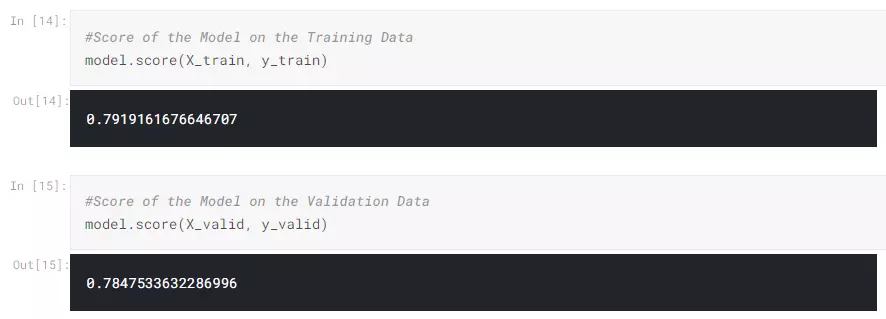 In [14]:
#Score of the Model on the Training Data
model.score(X_train, y_train)
Out[14]:
0.7919161676646707
In [15]:
#Score of the Model on the Validation Data
model.score(X_valid, y_valid)
Out[15]:
0.7847533632286996